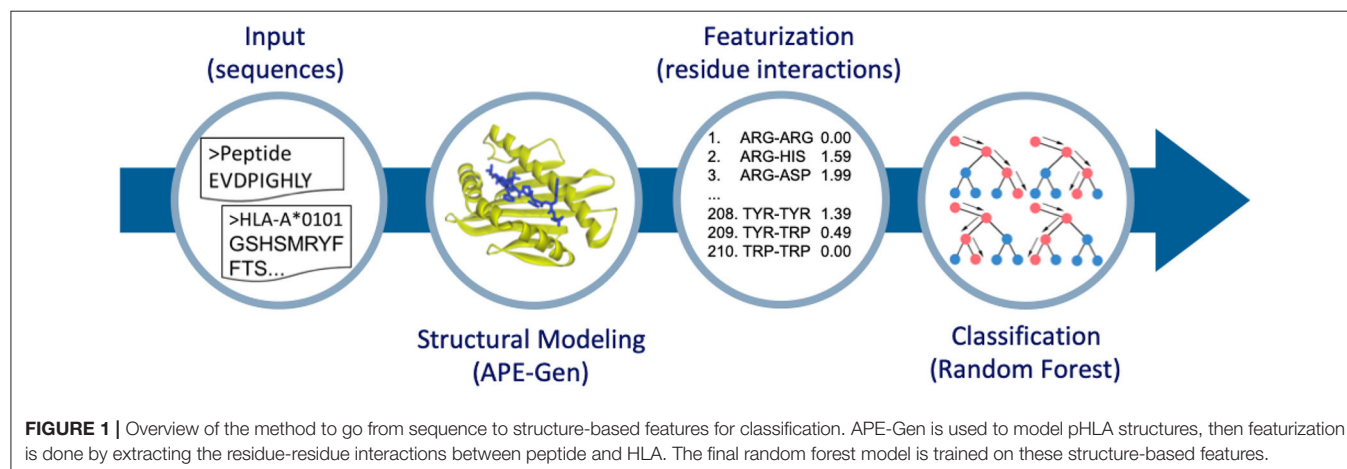 Input
(sequences)
>Peptide
EVDPIGHLY
>HLA-A*0101
GSHSMRYF
FTS...
Structural Modeling
(APE-Gen)
Featurization
(residue interactions)
1. ARG-ARG 0.00
2. ARG-HIS 1.59
3. ARG-ASP 1.99
...
208. TYR-TYR 1.39
209. TYR-TRP 0.49
210. TRP-TRP 0.00
Classification
(Random Forest)
FIGURE 1 | Overview of the method to go from sequence to structure-based features for classification. APE-Gen is used to model pHLA structures, then featurization
is done by extracting the residue-residue interactions between peptide and HLA. The final random forest model is trained on these structure-based features.